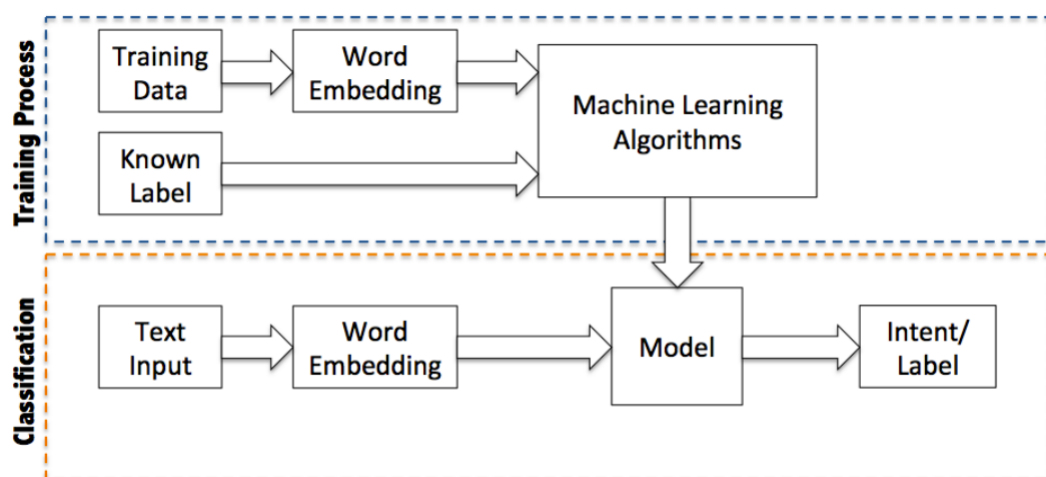 Training Process
Training
Data
Word
Embedding
Machine Learning
Algorithms
Known
Label
Classification
Text
Input
Word
Embedding
Model
Intent/
Label